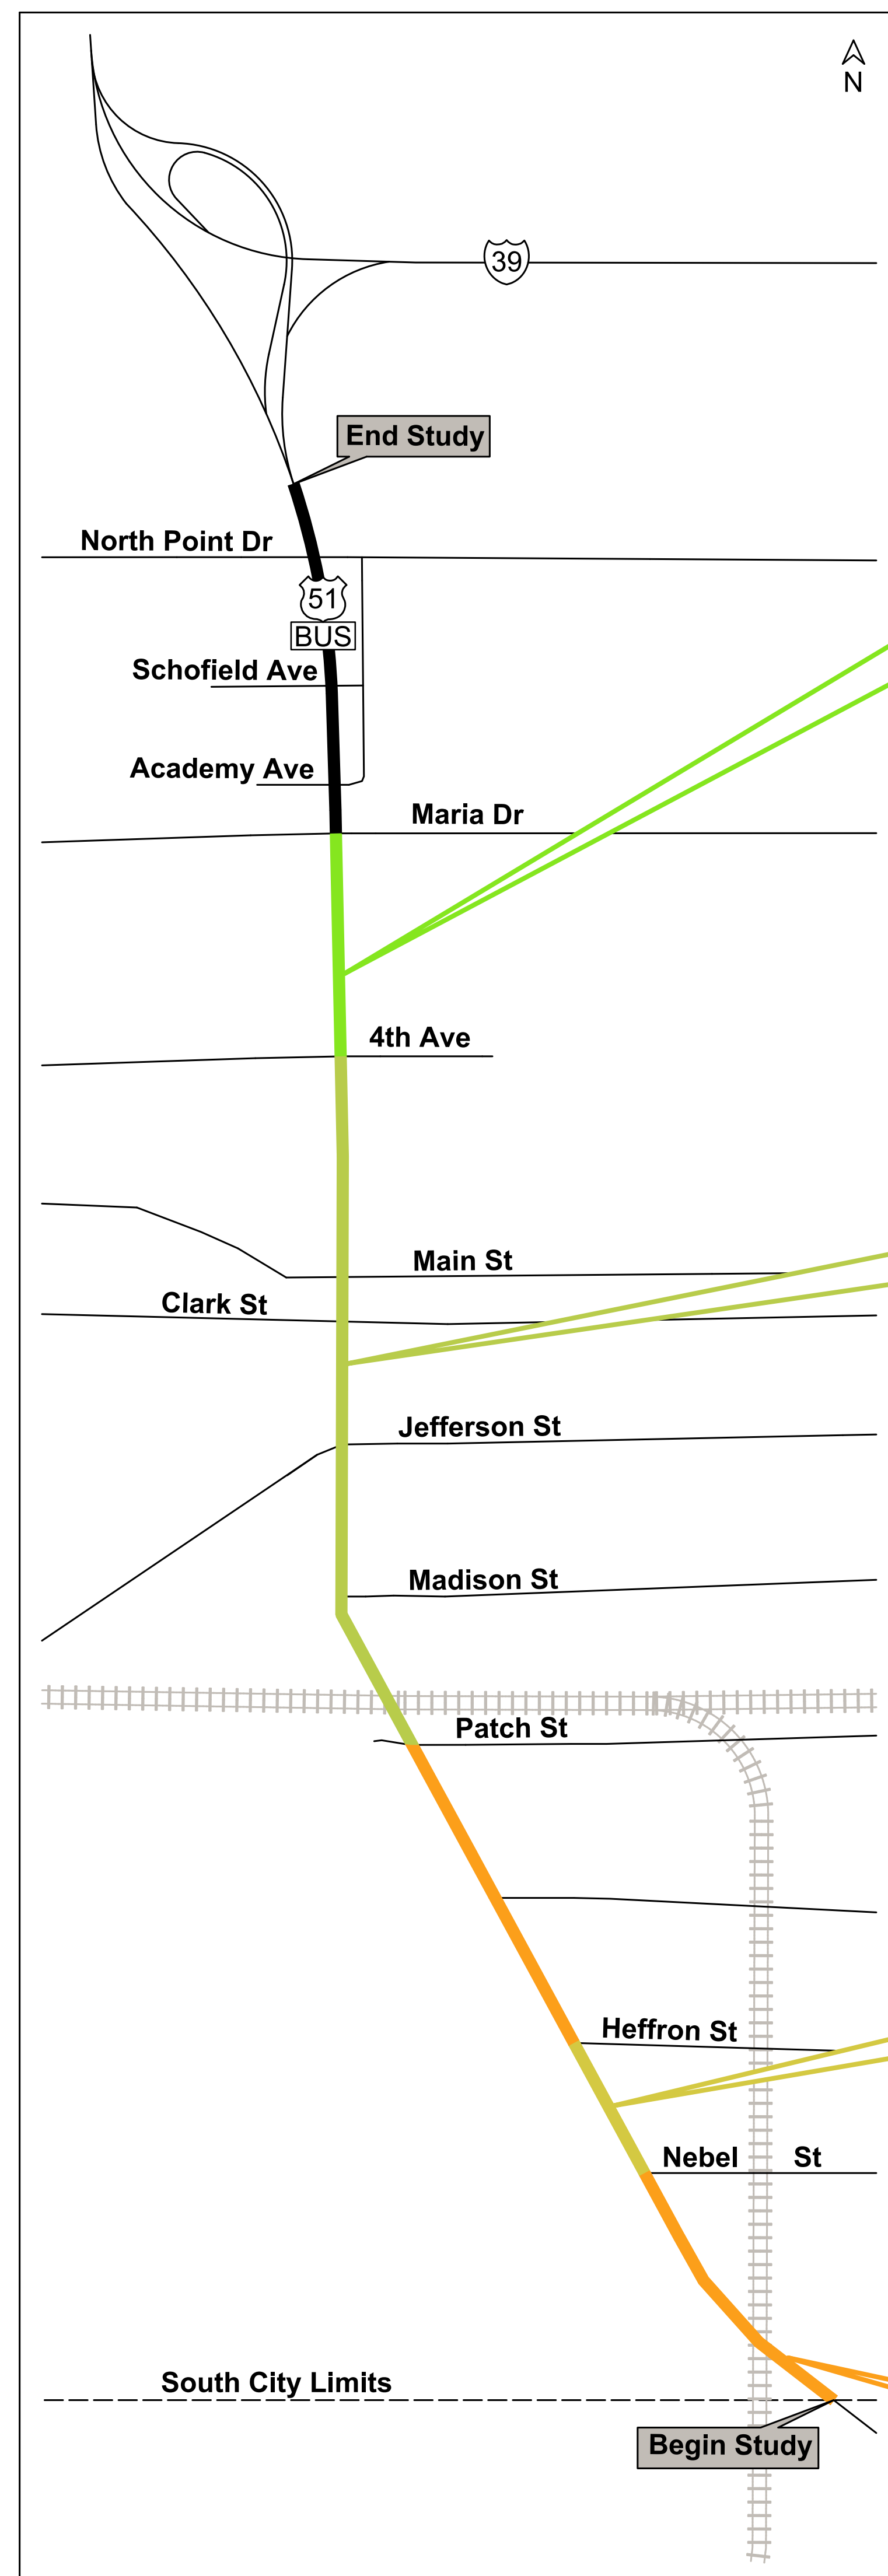 N
39
End Study
North Point Dr
51
BUS
Schofield Ave
Academy Ave
Maria Dr
4th Ave
Main St
Clark St
Jefferson St
Madison St
Patch St
Heffron St
Nebel St
South City Limits
Begin Study